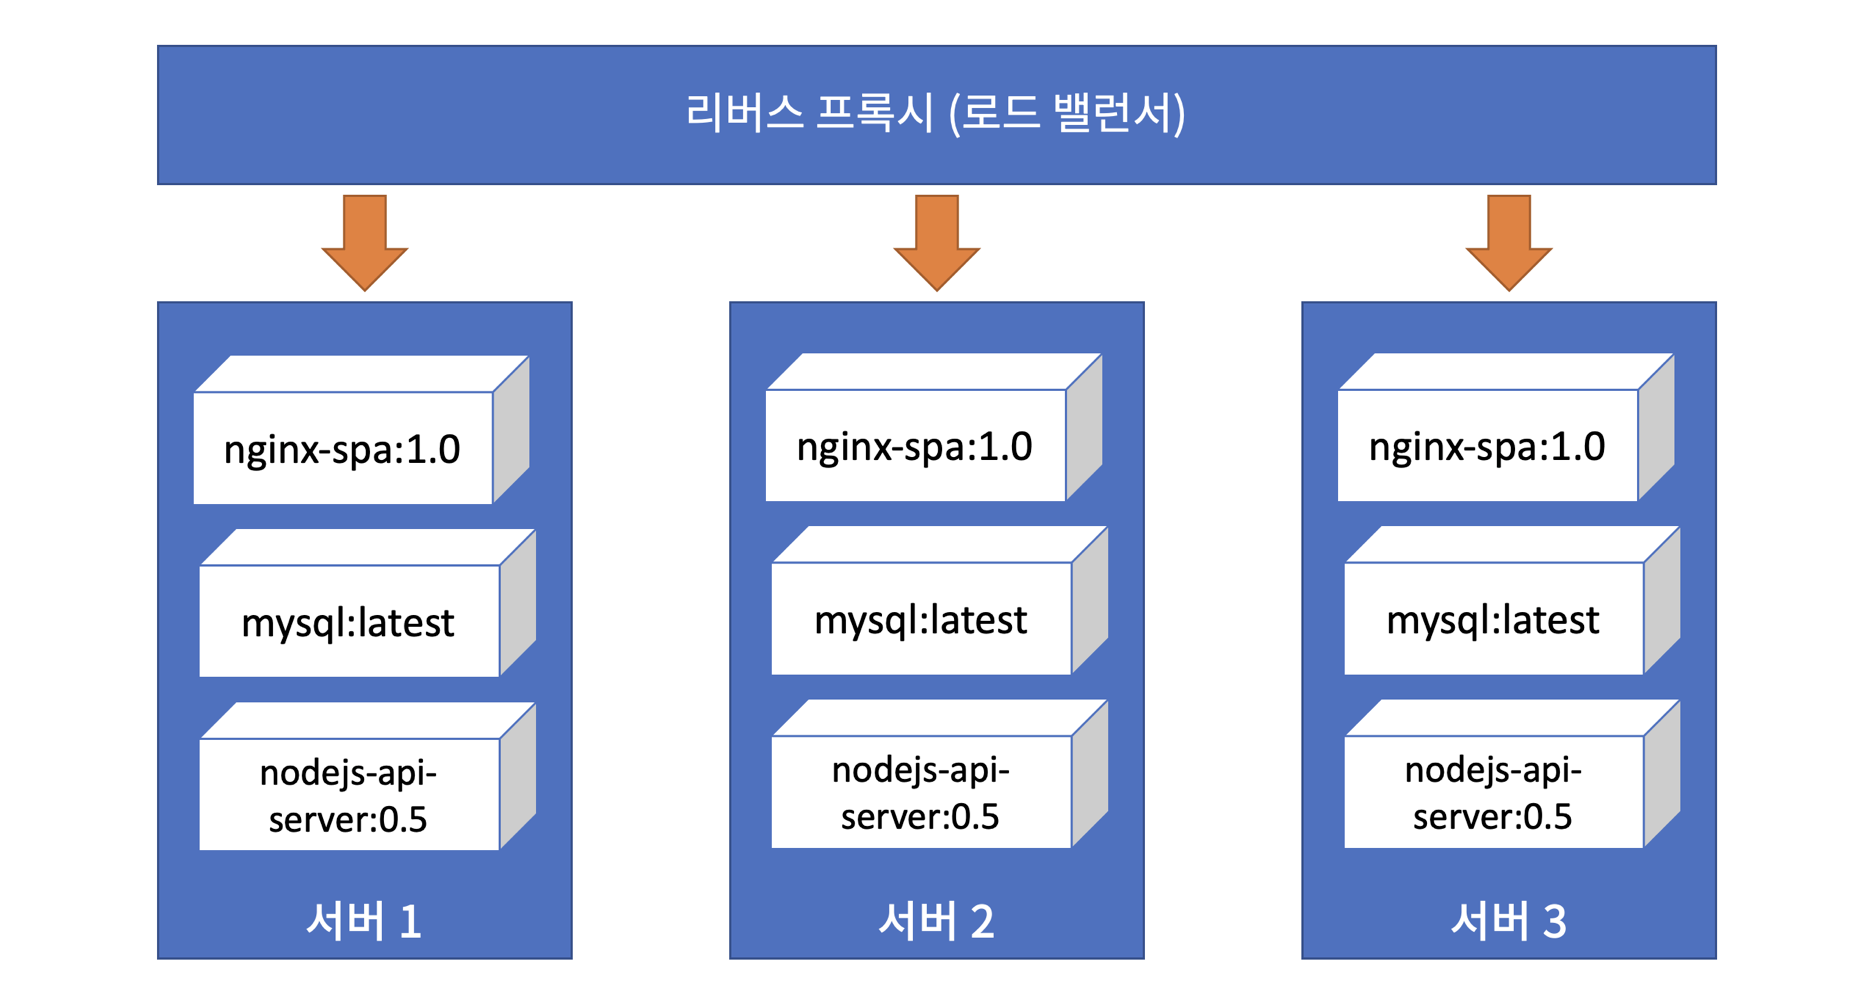 리버스 프록시 (로드 밸런서)
nginx-spa:1.0
mysql:latest
nodejs-api-
server:0.5
서버 1
nginx-spa:1.0
mysql:latest
nodejs-api-
server:0.5
서버 2
nginx-spa:1.0
mysql:latest
nodejs-api-
server:0.5
서버 3